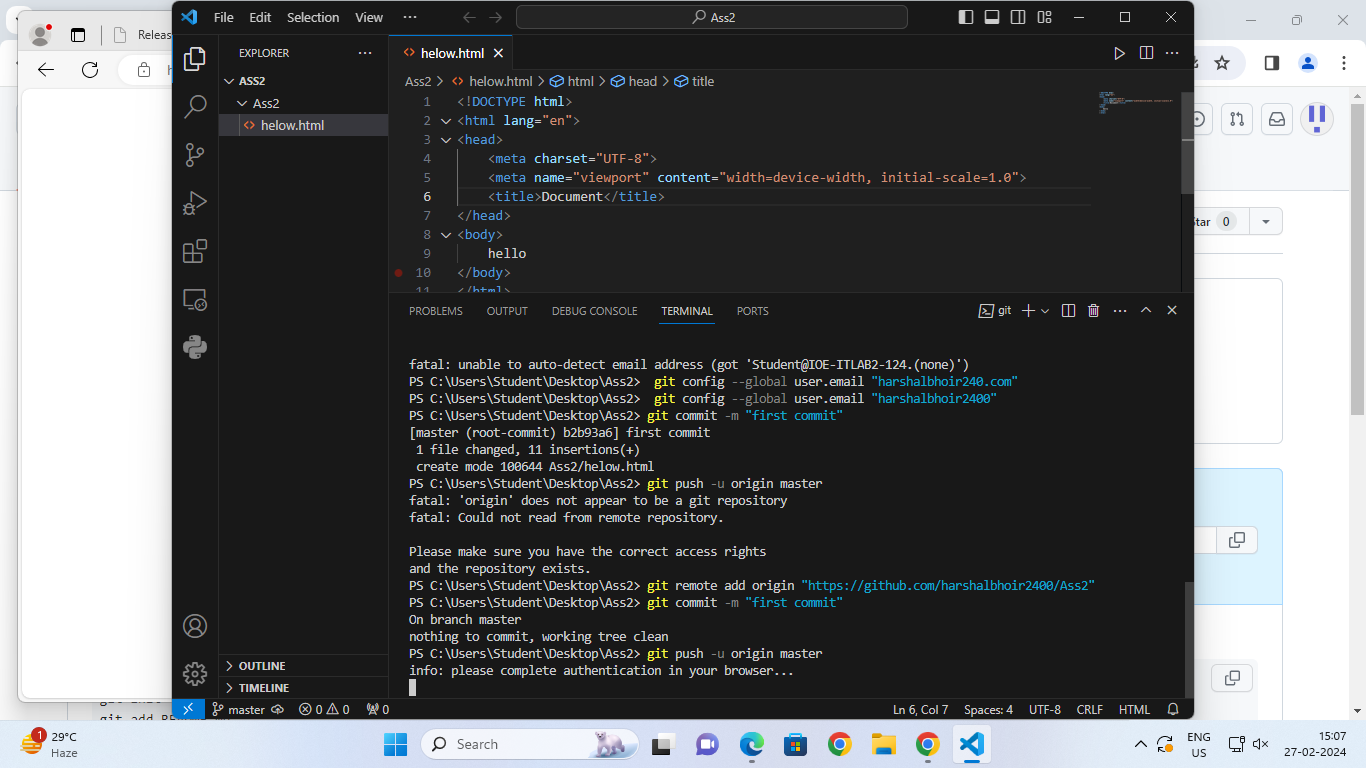 Releas
File Edit Selection View ··· Ass2
EXPLORER ···
helow.html
ASS2
Ass2
helow.html
Ass2 > helow.html > html > head > title
1 <!DOCTYPE html>
2 <html lang="en">
3 <head>
4 <meta charset="UTF-8">
5 <meta name="viewport" content="width=device-width, initial-scale=1.0">
6 <title>Document</title>
7 </head>
8 <body>
9 hello
10 </body>
11 </html>
tar 0
PROBLEMS OUTPUT DEBUG CONSOLE TERMINAL PORTS git
fatal: unable to auto-detect email address (got 'Student@IOE-ITLAB2-124.(none)')
PS C:\Users\Student\Desktop\Ass2>  git config --global user.email "harshalbhoir240.com"
PS C:\Users\Student\Desktop\Ass2>  git config --global user.email "harshalbhoir2400"
PS C:\Users\Student\Desktop\Ass2> git commit -m "first commit"
[master (root-commit) b2b93a6] first commit
1 file changed, 11 insertions(+)
create mode 100644 Ass2/helow.html
PS C:\Users\Student\Desktop\Ass2> git push -u origin master
fatal: 'origin' does not appear to be a git repository
fatal: Could not read from remote repository.
Please make sure you have the correct access rights
and the repository exists.
PS C:\Users\Student\Desktop\Ass2> git remote add origin "https://github.com/harshalbhoir2400/Ass2"
PS C:\Users\Student\Desktop\Ass2> git commit -m "first commit"
On branch master
nothing to commit, working tree clean
PS C:\Users\Student\Desktop\Ass2> git push -u origin master
info: please complete authentication in your browser...
OUTLINE
TIMELINE
master 0 0 0 Ln 6, Col 7 Spaces: 4 UTF-8 CRLF HTML
git add
1 29°C
Haze
Search
ENG
US
15:07
27-02-2024